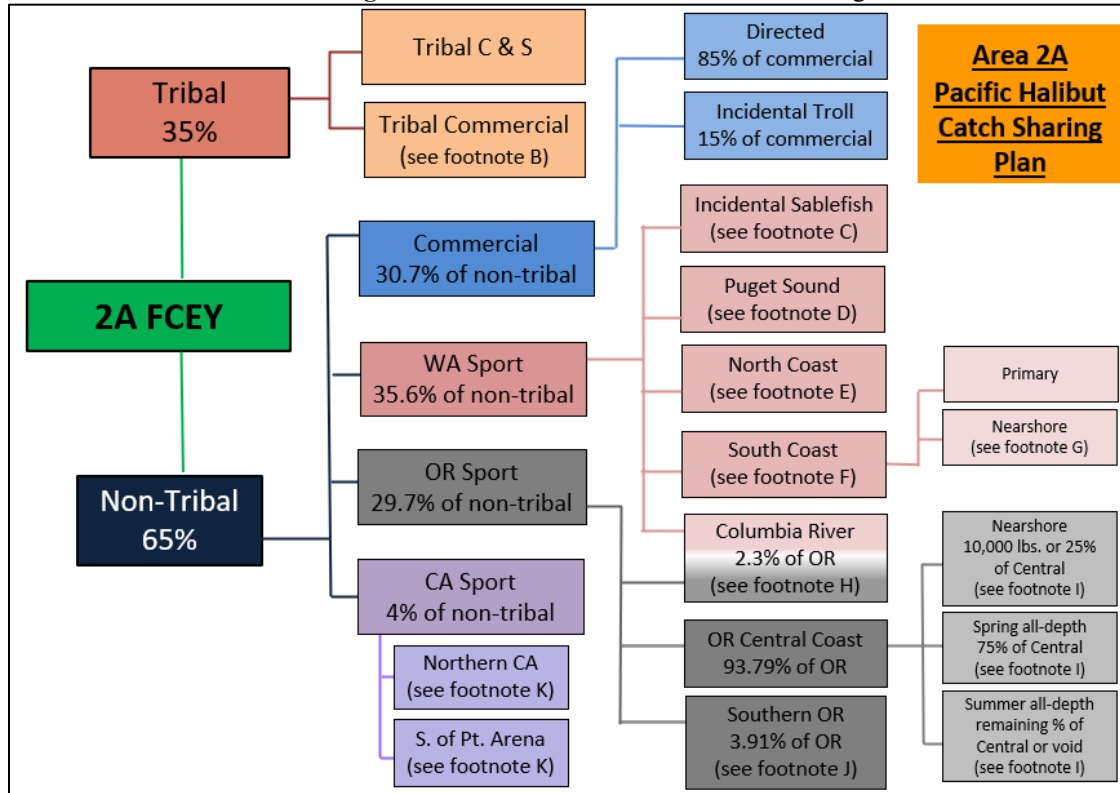 Tribal
35%
Tribal C & S
Tribal Commercial
(see footnote B)
Directed
85% of commercial
Incidental Troll
15% of commercial
Area 2A
Pacific Halibut
Catch Sharing
Plan
2A FCEY
Non-Tribal
65%
Commercial
30.7% of non-tribal
WA Sport
35.6% of non-tribal
OR Sport
29.7% of non-tribal
CA Sport
4% of non-tribal
Northern CA
(see footnote K)
S. of Pt. Arena
(see footnote K)
Incidental Sablefish
(see footnote C)
Puget Sound
(see footnote D)
North Coast
(see footnote E)
South Coast
(see footnote F)
Columbia River
2.3% of OR
(see footnote H)
OR Central Coast
93.79% of OR
Southern OR
3.91% of OR
(see footnote J)
Primary
Nearshore
(see footnote G)
Nearshore
10,000 lbs. or 25%
of Central
(see footnote I)
Spring all-depth
75% of Central
(see footnote I)
Summer all-depth
remaining % of
Central or void
(see footnote I)